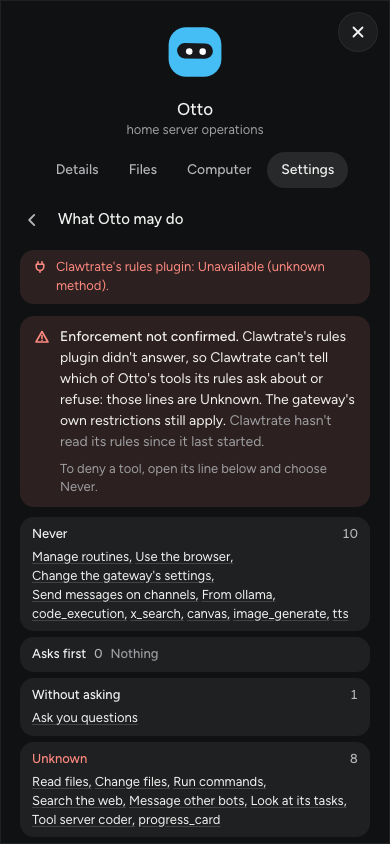 Otto
home server operations
Details Files Computer Settings
What Otto may do
Clawtrate's rules plugin: Unavailable (unknown
method).
Enforcement not confirmed. Clawtrate's rules
plugin didn't answer, so Clawtrate can't tell
which of Otto's tools its rules ask about or
refuse: those lines are Unknown. The gateway's
own restrictions still apply. Clawtrate hasn't
read its rules since it last started.
To deny a tool, open its line below and choose
Never.
Never 10
Manage routines, Use the browser,
Change the gateway's settings,
Send messages on channels, From ollama,
code_execution, x_search, canvas, image_generate, tts
Asks first 0 Nothing
Without asking 1
Ask you questions
Unknown 8
Read files, Change files, Run commands,
Search the web, Message other bots, Look at its tasks,
Tool server coder, progress_card